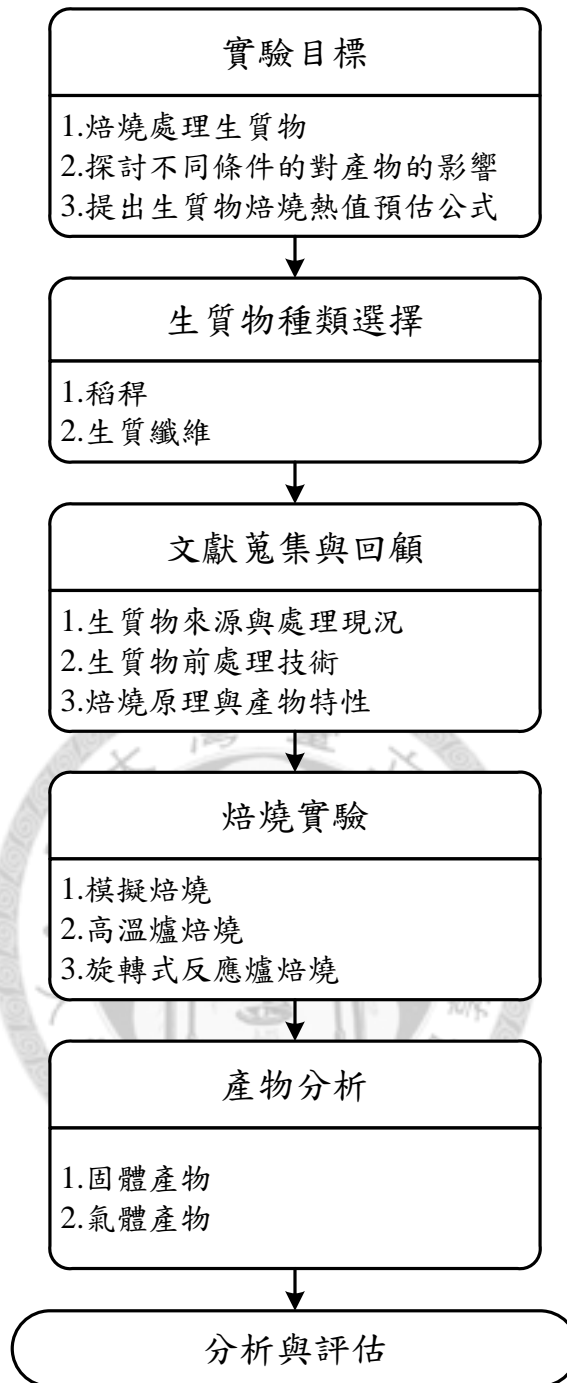 實驗目標
1.焙燒處理生質物
2.探討不同條件的對產物的影響
3.提出生質物焙燒熱值預估公式
生質物種類選擇
1.稻稈
2.生質纖維
文獻蒐集與回顧
1.生質物來源與處理現況
2.生質物前處理技術
3.焙燒原理與產物特性
焙燒實驗
1.模擬焙燒
2.高溫爐焙燒
3.旋轉式反應爐焙燒
產物分析
1.固體產物
2.氣體產物
分析與評估